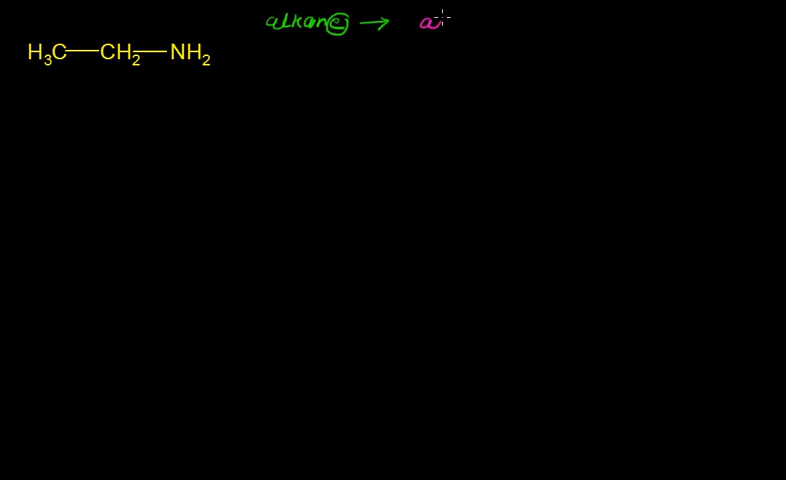 alkane → a
H₃C—CH₂—NH₂